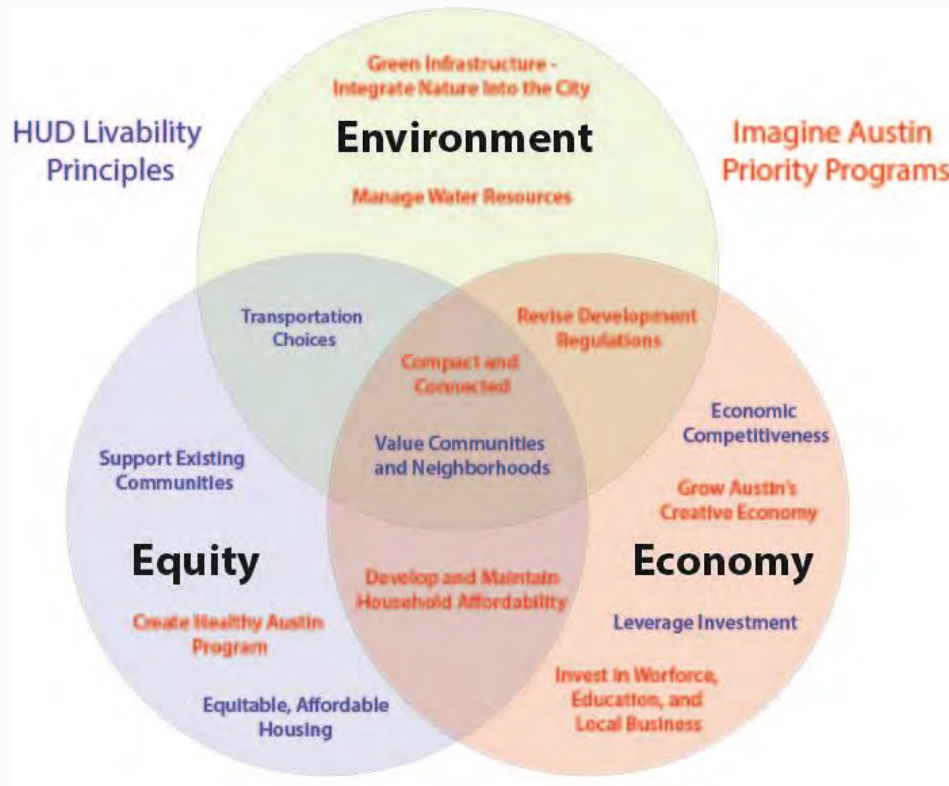 Green Infrastructure -
Integrate Nature Into the City
Environment
Manage Water Resources
HUD Livability
Principles
Imagine Austin
Priority Programs
Transportation
Choices
Revise Development
Regulations
Compact and
Connected
Value Communities
and Neighborhoods
Support Existing
Communities
Economic
Competitiveness
Grow Austin's
Creative Economy
Equity
Economy
Develop and Maintain
Household Affordability
Create Healthy Austin
Program
Leverage Investment
Equitable, Affordable
Housing
Invest in Worforce,
Education, and
Local Business